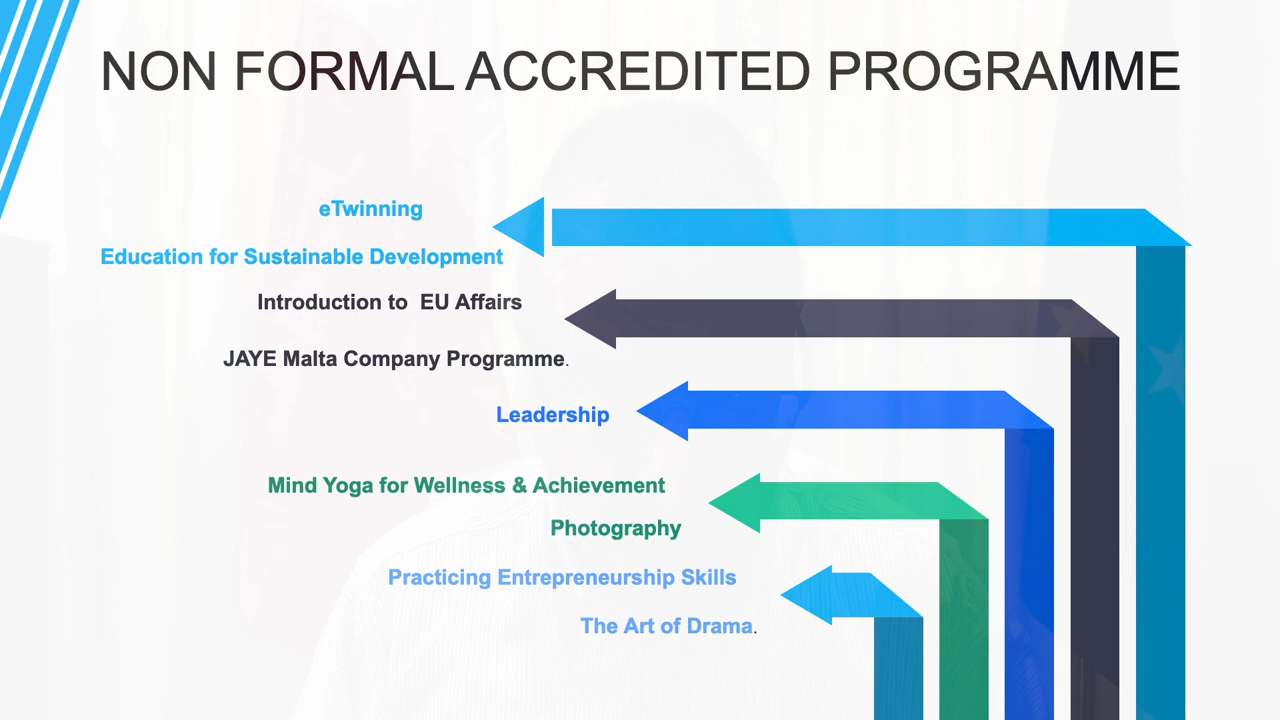 NON FORMAL ACCREDITED PROGRAMME
eTwinning
Education for Sustainable Development
Introduction to  EU Affairs
JAYE Malta Company Programme.
Leadership
Mind Yoga for Wellness & Achievement
Photography
Practicing Entrepreneurship Skills
The Art of Drama.